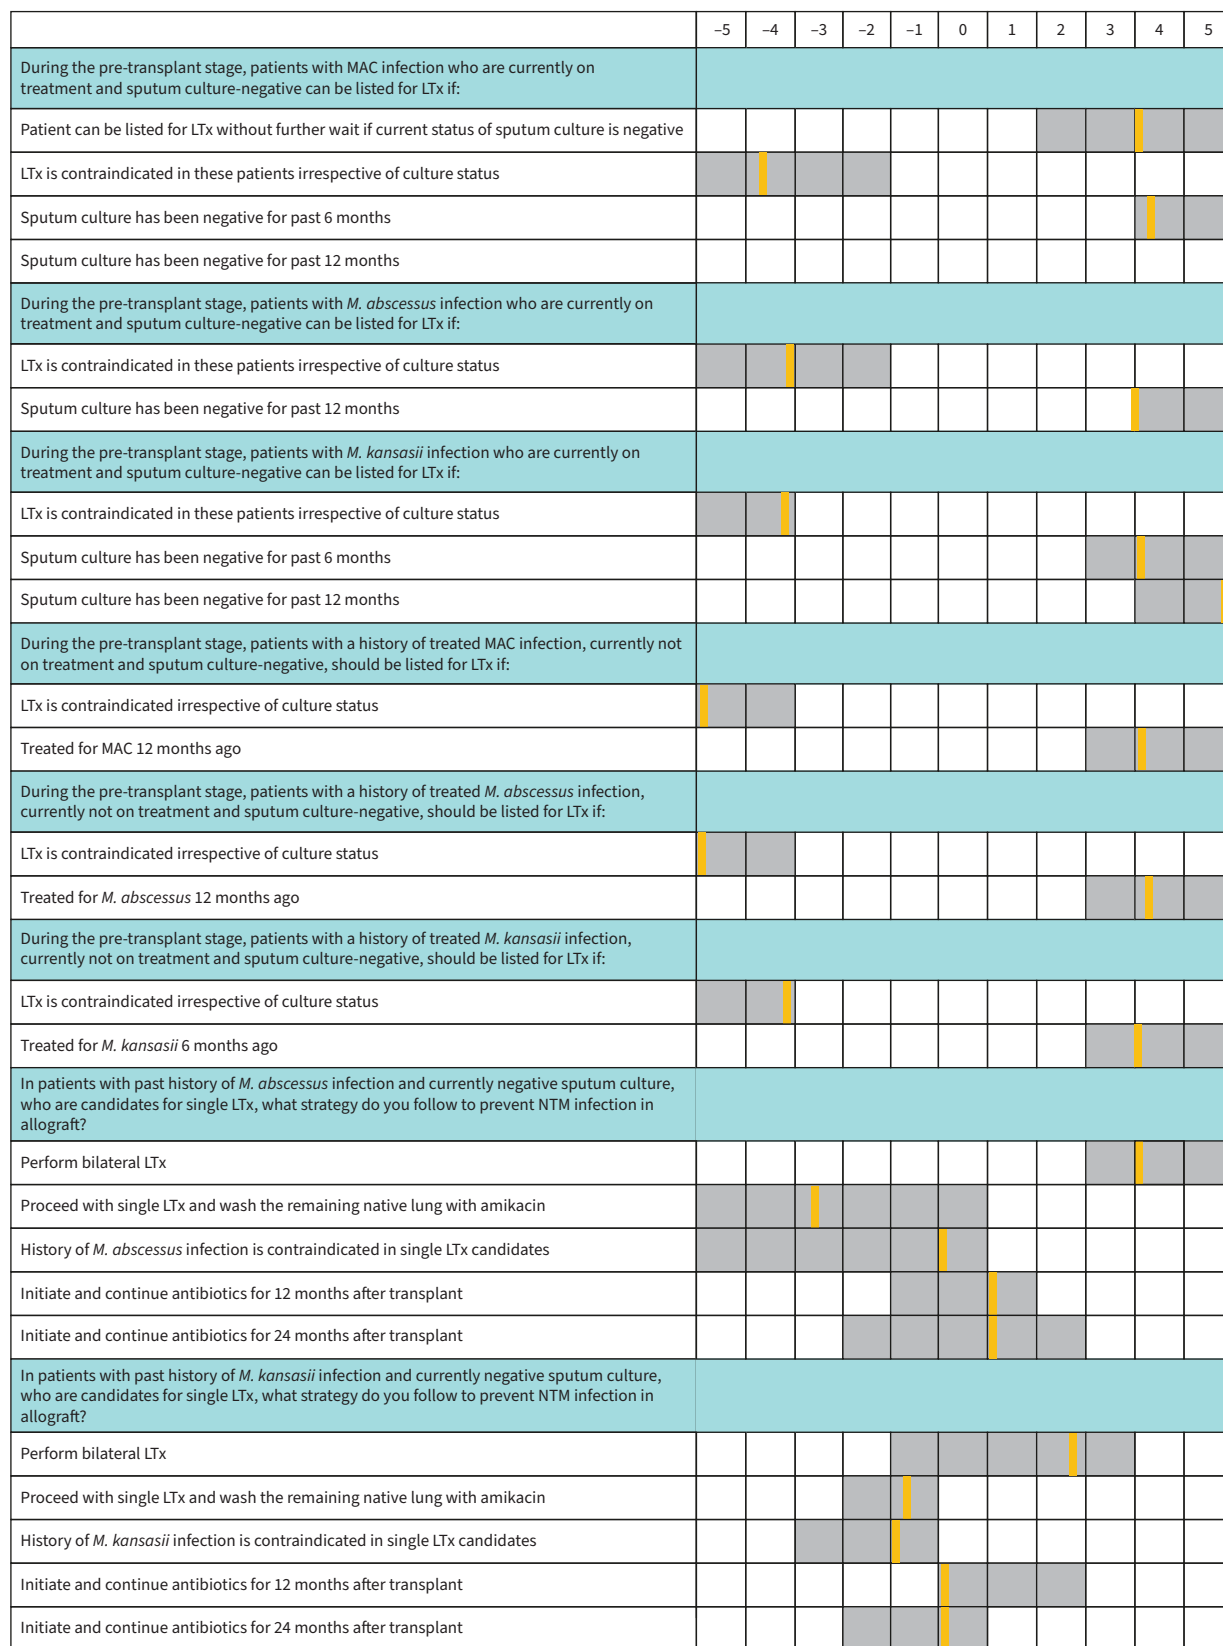 –5 –4 –3 –2 –1 0 1 2 3 4 5
During the pre-transplant stage, patients with MAC infection who are currently on
treatment and sputum culture-negative can be listed for LTx if:
Patient can be listed for LTx without further wait if current status of sputum culture is negative
LTx is contraindicated in these patients irrespective of culture status
Sputum culture has been negative for past 6 months
Sputum culture has been negative for past 12 months
During the pre-transplant stage, patients with M. abscessus infection who are currently on
treatment and sputum culture-negative can be listed for LTx if:
LTx is contraindicated in these patients irrespective of culture status
Sputum culture has been negative for past 12 months
During the pre-transplant stage, patients with M. kansasii infection who are currently on
treatment and sputum culture-negative can be listed for LTx if:
LTx is contraindicated in these patients irrespective of culture status
Sputum culture has been negative for past 6 months
Sputum culture has been negative for past 12 months
During the pre-transplant stage, patients with a history of treated MAC infection, currently not
on treatment and sputum culture-negative, should be listed for LTx if:
LTx is contraindicated irrespective of culture status
Treated for MAC 12 months ago
During the pre-transplant stage, patients with a history of treated M. abscessus infection,
currently not on treatment and sputum culture-negative, should be listed for LTx if:
LTx is contraindicated irrespective of culture status
Treated for M. abscessus 12 months ago
During the pre-transplant stage, patients with a history of treated M. kansasii infection,
currently not on treatment and sputum culture-negative, should be listed for LTx if:
LTx is contraindicated irrespective of culture status
Treated for M. kansasii 6 months ago
In patients with past history of M. abscessus infection and currently negative sputum culture,
who are candidates for single LTx, what strategy do you follow to prevent NTM infection in
allograft?
Perform bilateral LTx
Proceed with single LTx and wash the remaining native lung with amikacin
History of M. abscessus infection is contraindicated in single LTx candidates
Initiate and continue antibiotics for 12 months after transplant
Initiate and continue antibiotics for 24 months after transplant
In patients with past history of M. kansasii infection and currently negative sputum culture,
who are candidates for single LTx, what strategy do you follow to prevent NTM infection in
allograft?
Perform bilateral LTx
Proceed with single LTx and wash the remaining native lung with amikacin
History of M. kansasii infection is contraindicated in single LTx candidates
Initiate and continue antibiotics for 12 months after transplant
Initiate and continue antibiotics for 24 months after transplant